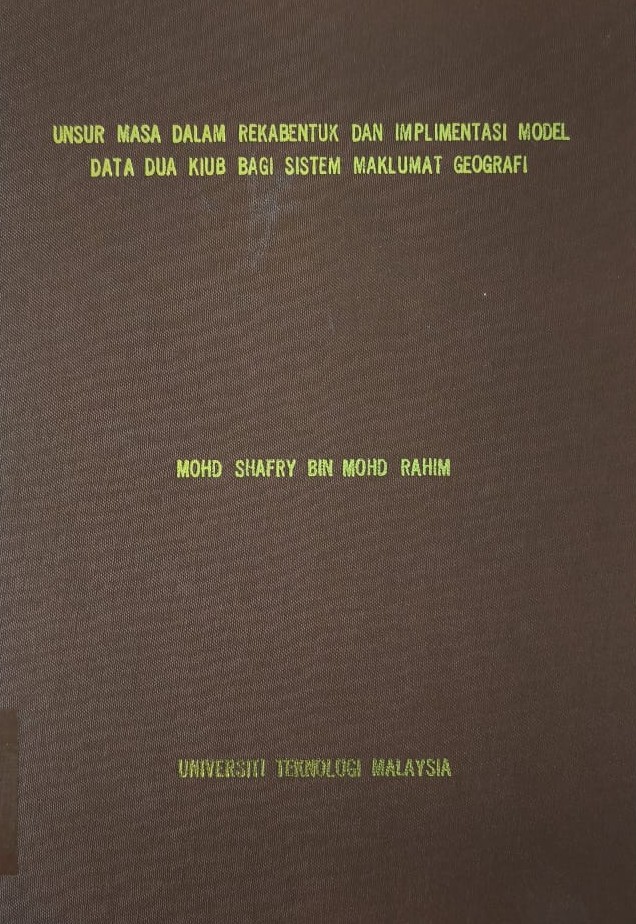 UNSUR MASA DALAM REKABENTUK DAN IMPLIMENTASI MODEL
DATA DUA KIUB BAGI SISTEM MAKLUMAT GEOGRAFI
MOHD SHAFRY BIN MOHD RAHIM
UNIVERSITI TEKNOLOGI MALAYSIA